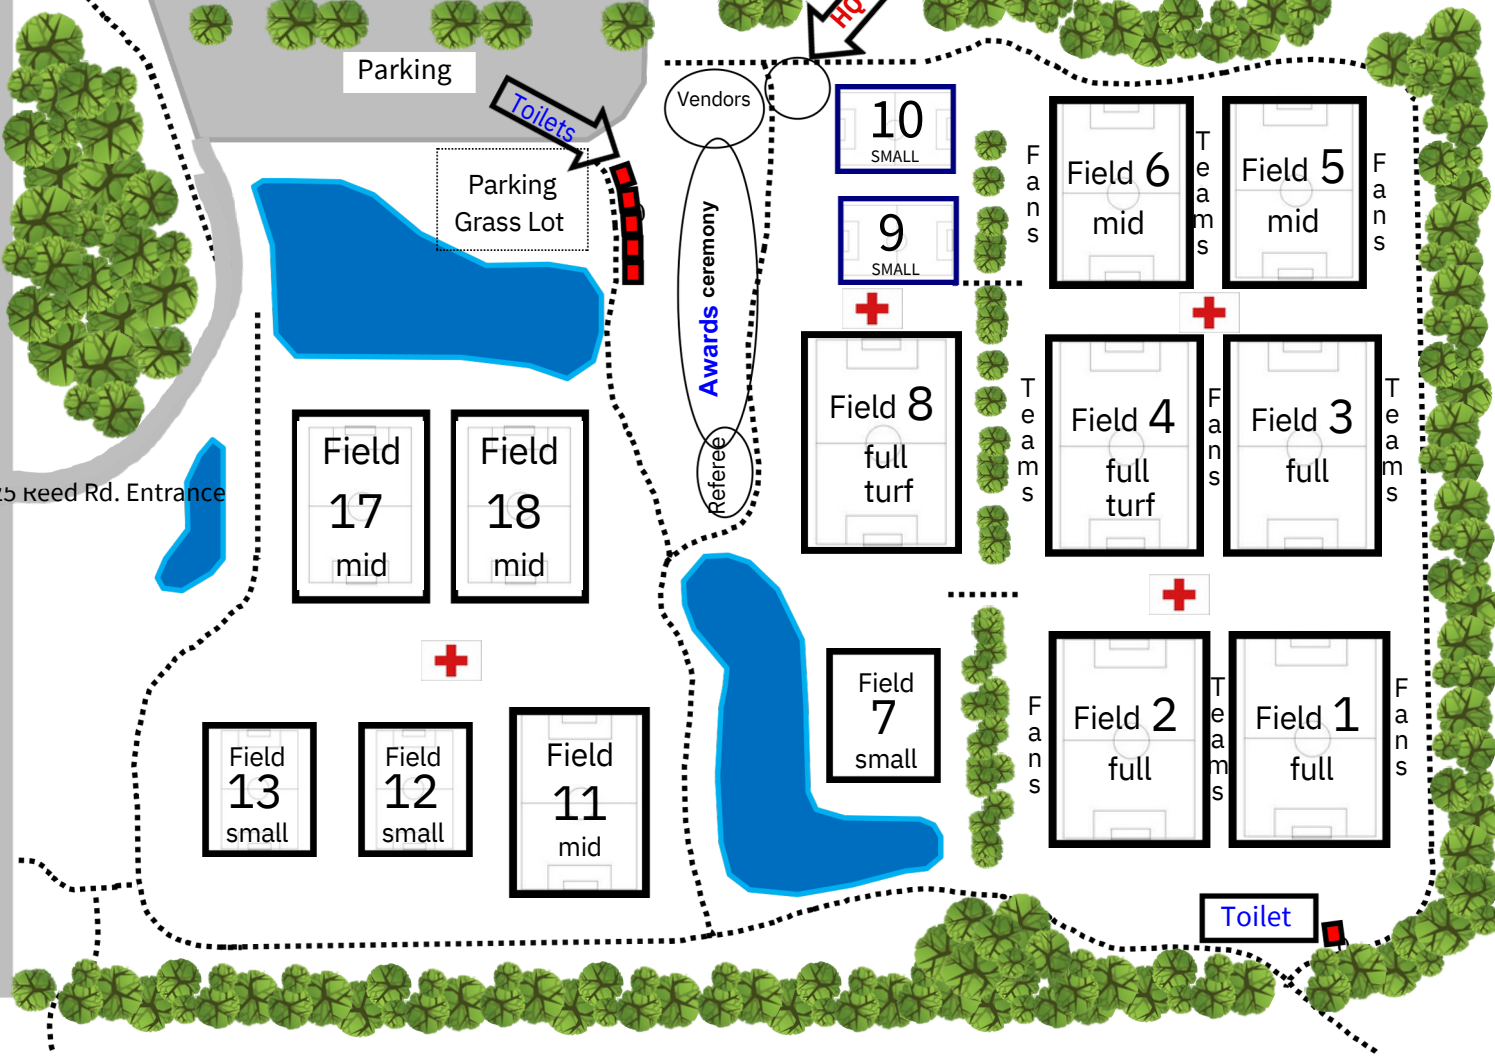 HQ
Parking
Toilets
Vendors
10
SMALL
Parking
Grass Lot
Awards ceremony
9
SMALL
Fans
Field 6
mid
Teams
Field 5
mid
Fans
Field 8
full
turf
Teams
Field 4
full
turf
Fans
Field 3
full
Teams
Referee
Field
17
mid
Field
18
mid
25 Reed Rd. Entrance
Field
7
small
Fans
Field 2
full
Teams
Field 1
full
Fans
Field
13
small
Field
12
small
Field
11
mid
Toilet